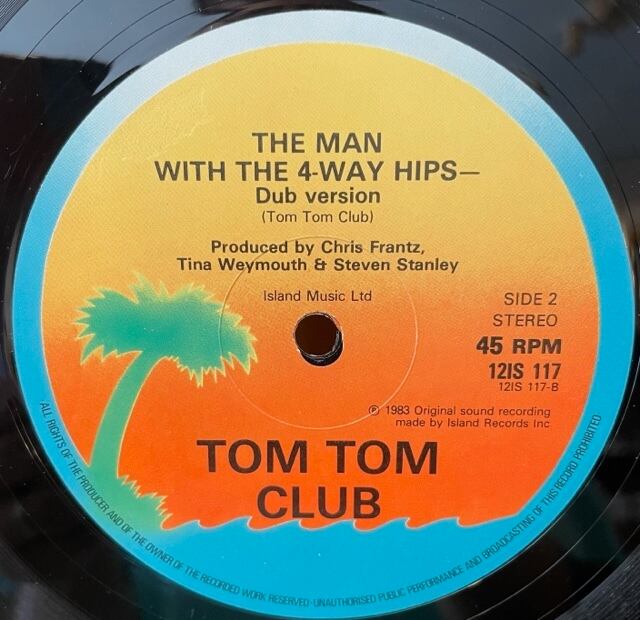 THE MAN
WITH THE 4-WAY HIPS—
Dub version
(Tom Tom Club)
Produced by Chris Frantz,
Tina Weymouth & Steven Stanley
Island Music Ltd
SIDE 2
STEREO
45 RPM
12IS 117
12IS 117-B
℗ 1983 Original sound recording
made by Island Records Inc
TOM TOM
CLUB
ALL RIGHTS OF THE PRODUCER AND OF THE OWNER OF THE RECORDED WORK RESERVED · UNAUTHORISED PUBLIC PERFORMANCE AND BROADCASTING OF THIS RECORD PROHIBITED